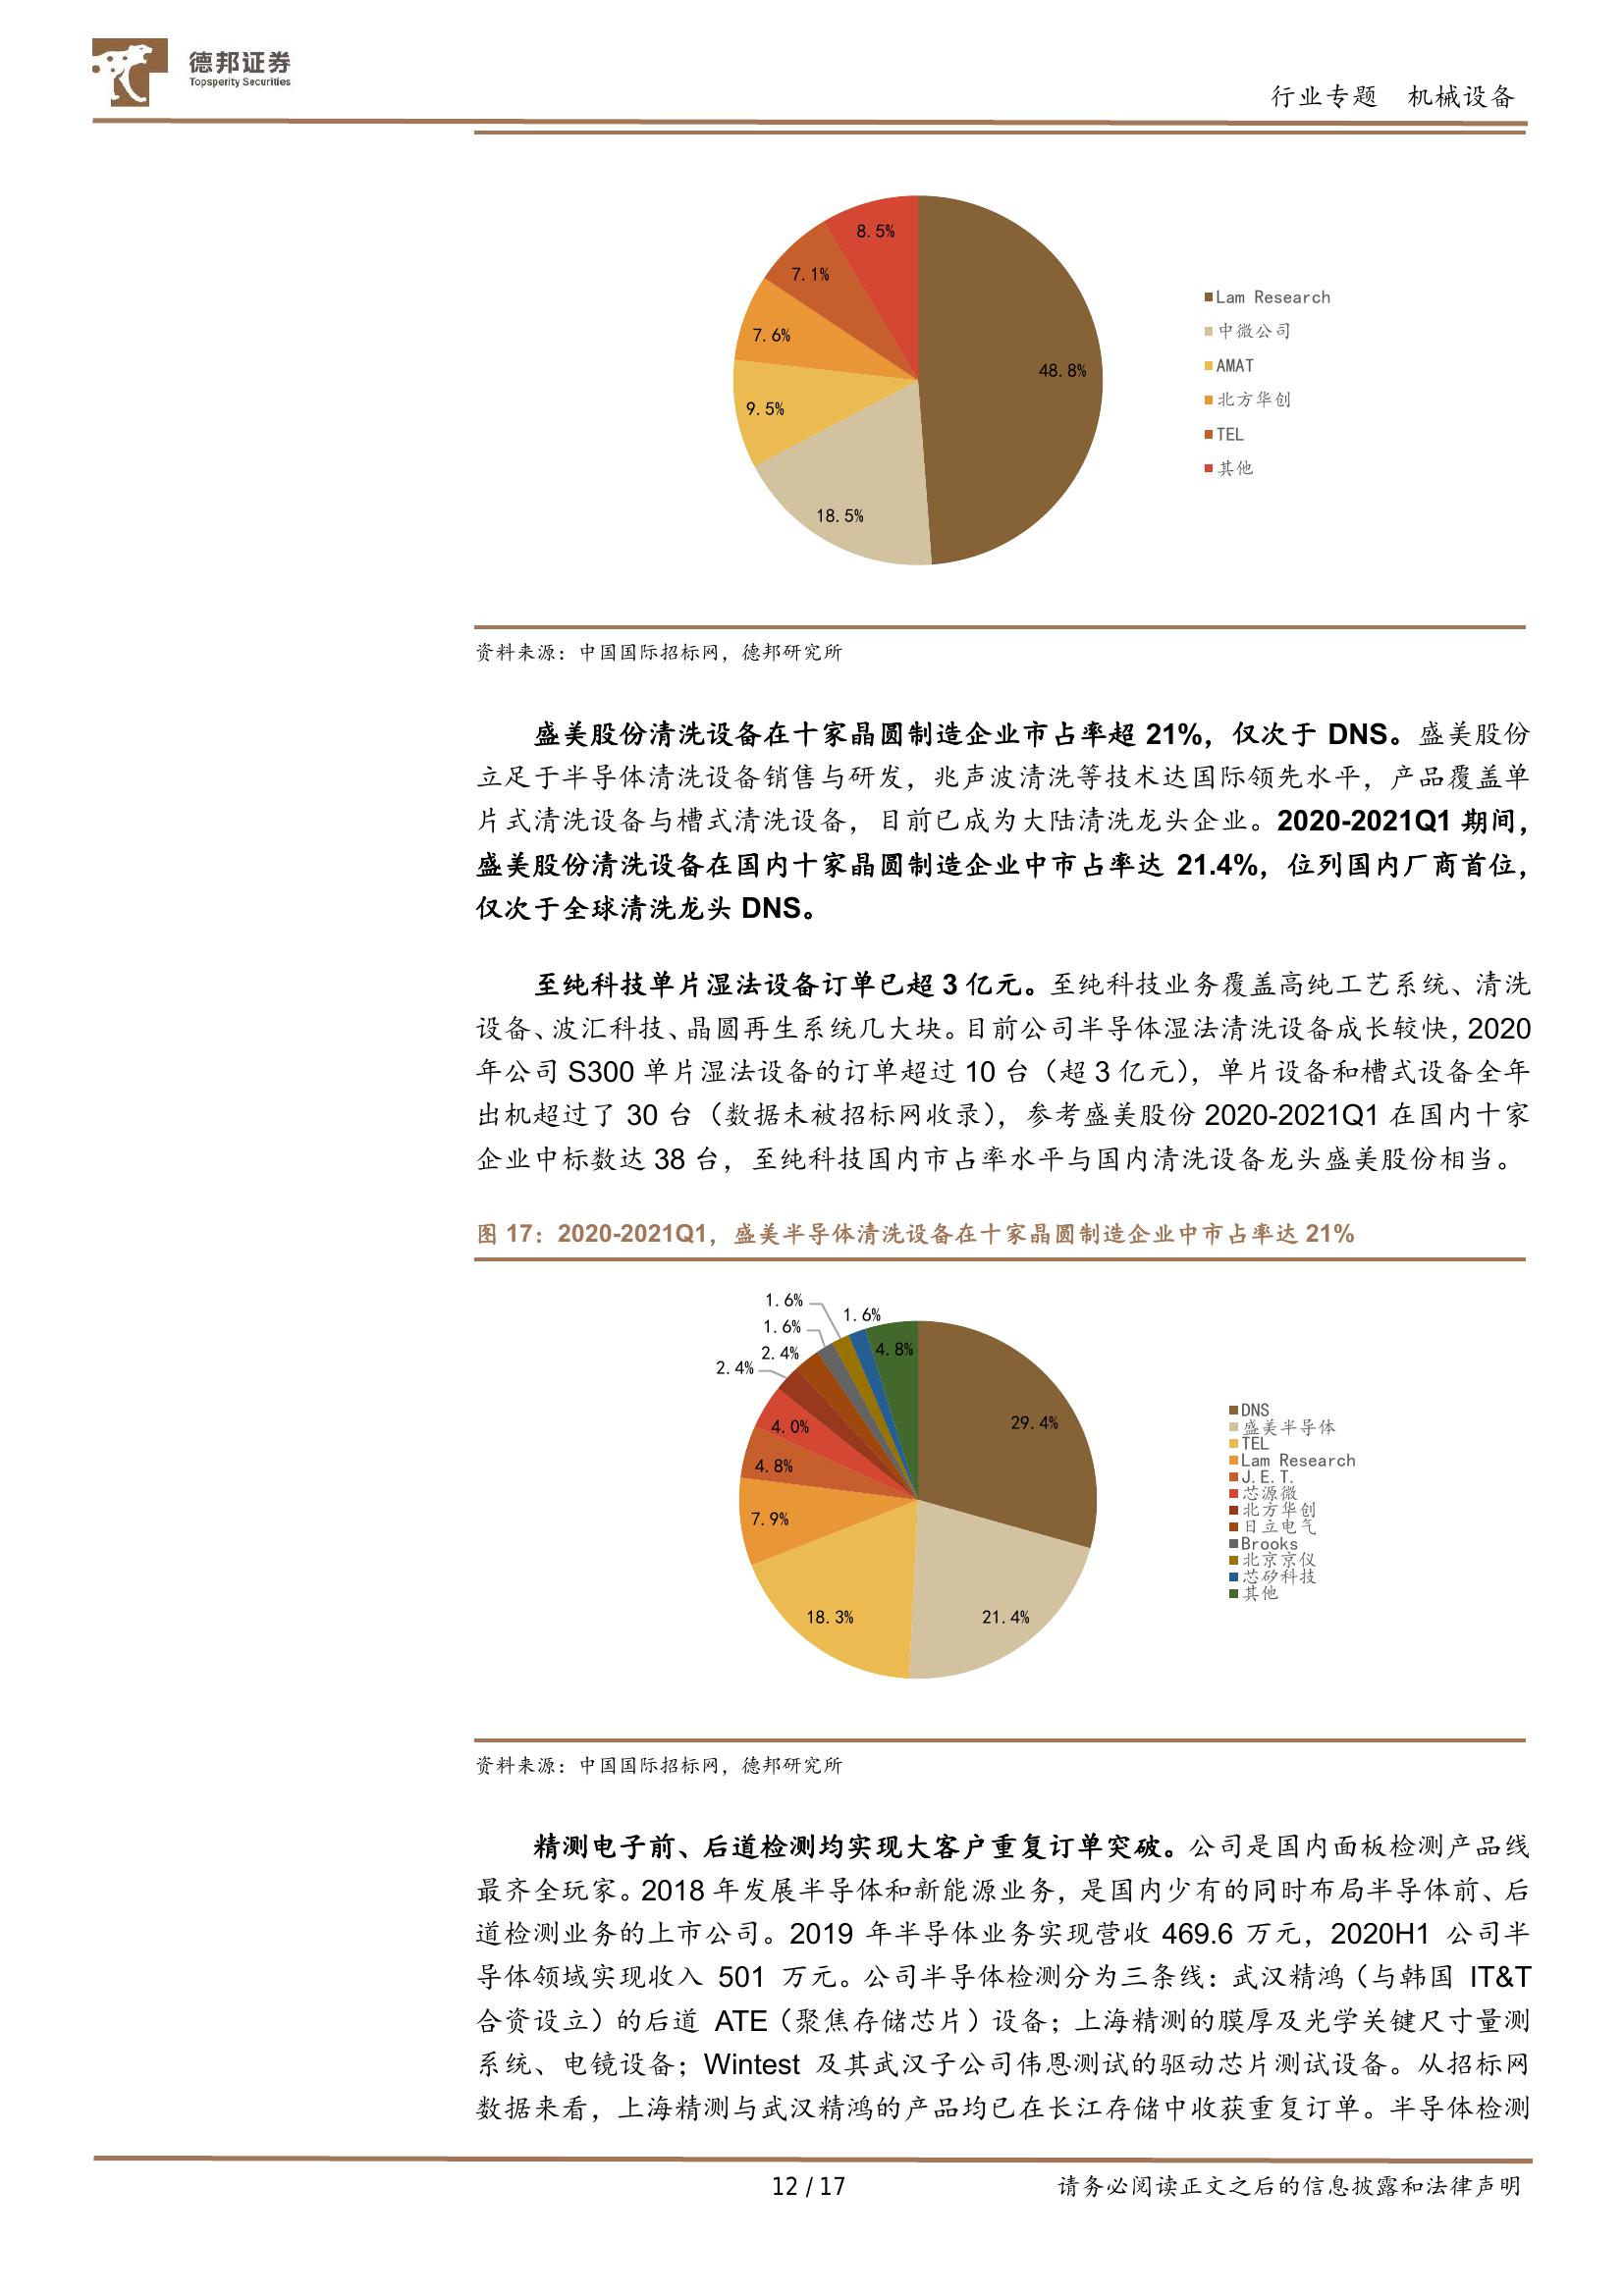 德邦证券
Topsperity Securities
行业专题 机械设备
8.5%
7.1%
7.6%
9.5%
18.5%
48.8%
Lam Research
中微公司
AMAT
北方华创
TEL
其他
资料来源：中国国际招标网，德邦研究所
盛美股份清洗设备在十家晶圆制造企业市占率超 21%，仅次于 DNS。盛美股份
立足于半导体清洗设备销售与研发，兆声波清洗等技术达国际领先水平，产品覆盖单
片式清洗设备与槽式清洗设备，目前已成为大陆清洗龙头企业。2020-2021Q1 期间，
盛美股份清洗设备在国内十家晶圆制造企业中市占率达 21.4%，位列国内厂商首位，
仅次于全球清洗龙头 DNS。
至纯科技单片湿法设备订单已超 3 亿元。至纯科技业务覆盖高纯工艺系统、清洗
设备、波汇科技、晶圆再生系统几大块。目前公司半导体湿法清洗设备成长较快，2020
年公司 S300 单片湿法设备的订单超过 10 台（超 3 亿元），单片设备和槽式设备全年
出机超过了 30 台（数据未被招标网收录），参考盛美股份 2020-2021Q1 在国内十家
企业中标数达 38 台，至纯科技国内市占率水平与国内清洗设备龙头盛美股份相当。
图 17：2020-2021Q1，盛美半导体清洗设备在十家晶圆制造企业中市占率达 21%
1.6%
1.6%
1.6%
2.4%
2.4%
4.8%
4.0%
4.8%
7.9%
18.3%
21.4%
29.4%
DNS
盛美半导体
TEL
Lam Research
J.E.T.
芯源微
北方华创
日立电气
Brooks
北京京仪
芯矽科技
其他
资料来源：中国国际招标网，德邦研究所
精测电子前、后道检测均实现大客户重复订单突破。公司是国内面板检测产品线
最齐全玩家。2018 年发展半导体和新能源业务，是国内少有的同时布局半导体前、后
道检测业务的上市公司。2019 年半导体业务实现营收 469.6 万元，2020H1 公司半
导体领域实现收入 501 万元。公司半导体检测分为三条线：武汉精鸿（与韩国 IT&T
合资设立）的后道 ATE（聚焦存储芯片）设备；上海精测的膜厚及光学关键尺寸量测
系统、电镜设备；Wintest 及其武汉子公司伟恩测试的驱动芯片测试设备。从招标网
数据来看，上海精测与武汉精鸿的产品均已在长江存储中收获重复订单。半导体检测
12 / 17
请务必阅读正文之后的信息披露和法律声明